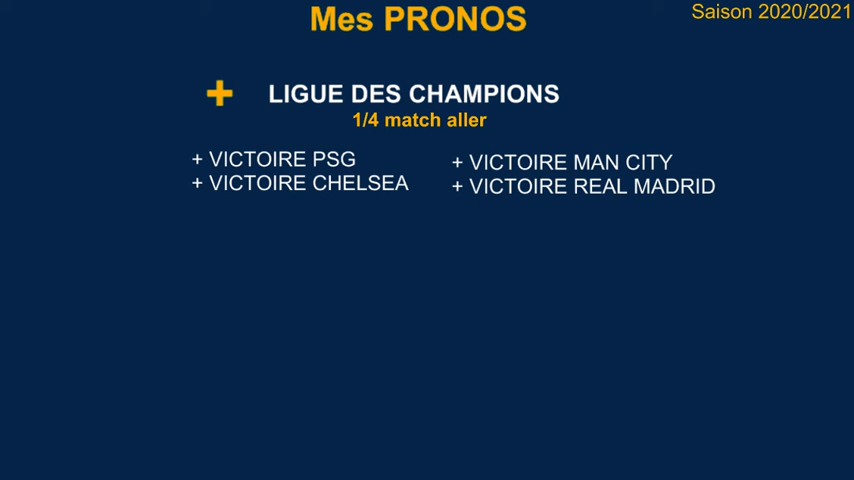 Mes PRONOS
Saison 2020/2021
+ LIGUE DES CHAMPIONS
1/4 match aller
+ VICTOIRE PSG
+ VICTOIRE CHELSEA
+ VICTOIRE MAN CITY
+ VICTOIRE REAL MADRID